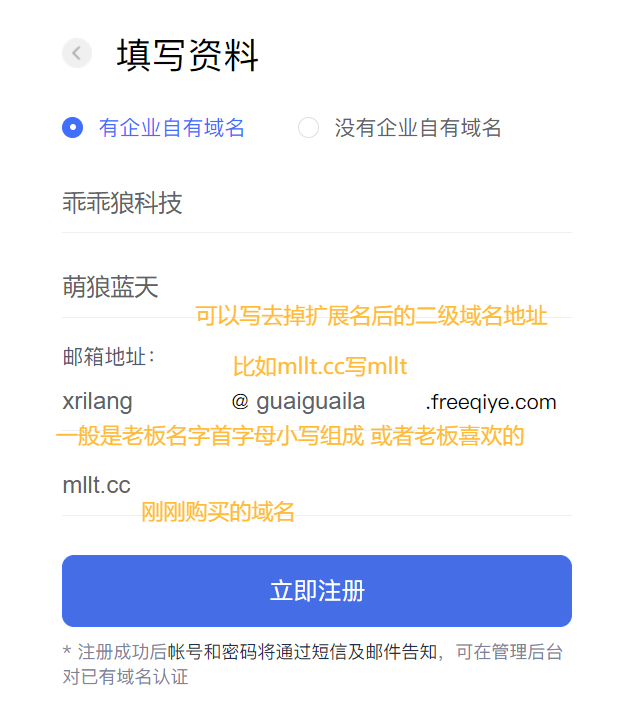 填写资料
有企业自有域名 没有企业自有域名
乖乖狼科技
萌狼蓝天
可以写去掉扩展名后的二级域名地址
邮箱地址：
比如mllt.cc写mllt
xrilang @ guaiguaila .freeqiye.com
一般是老板名字首字母小写组成 或者老板喜欢的
mllt.cc
刚刚购买的域名
立即注册
* 注册成功后帐号和密码将通过短信及邮件告知，可在管理后台
对已有域名认证